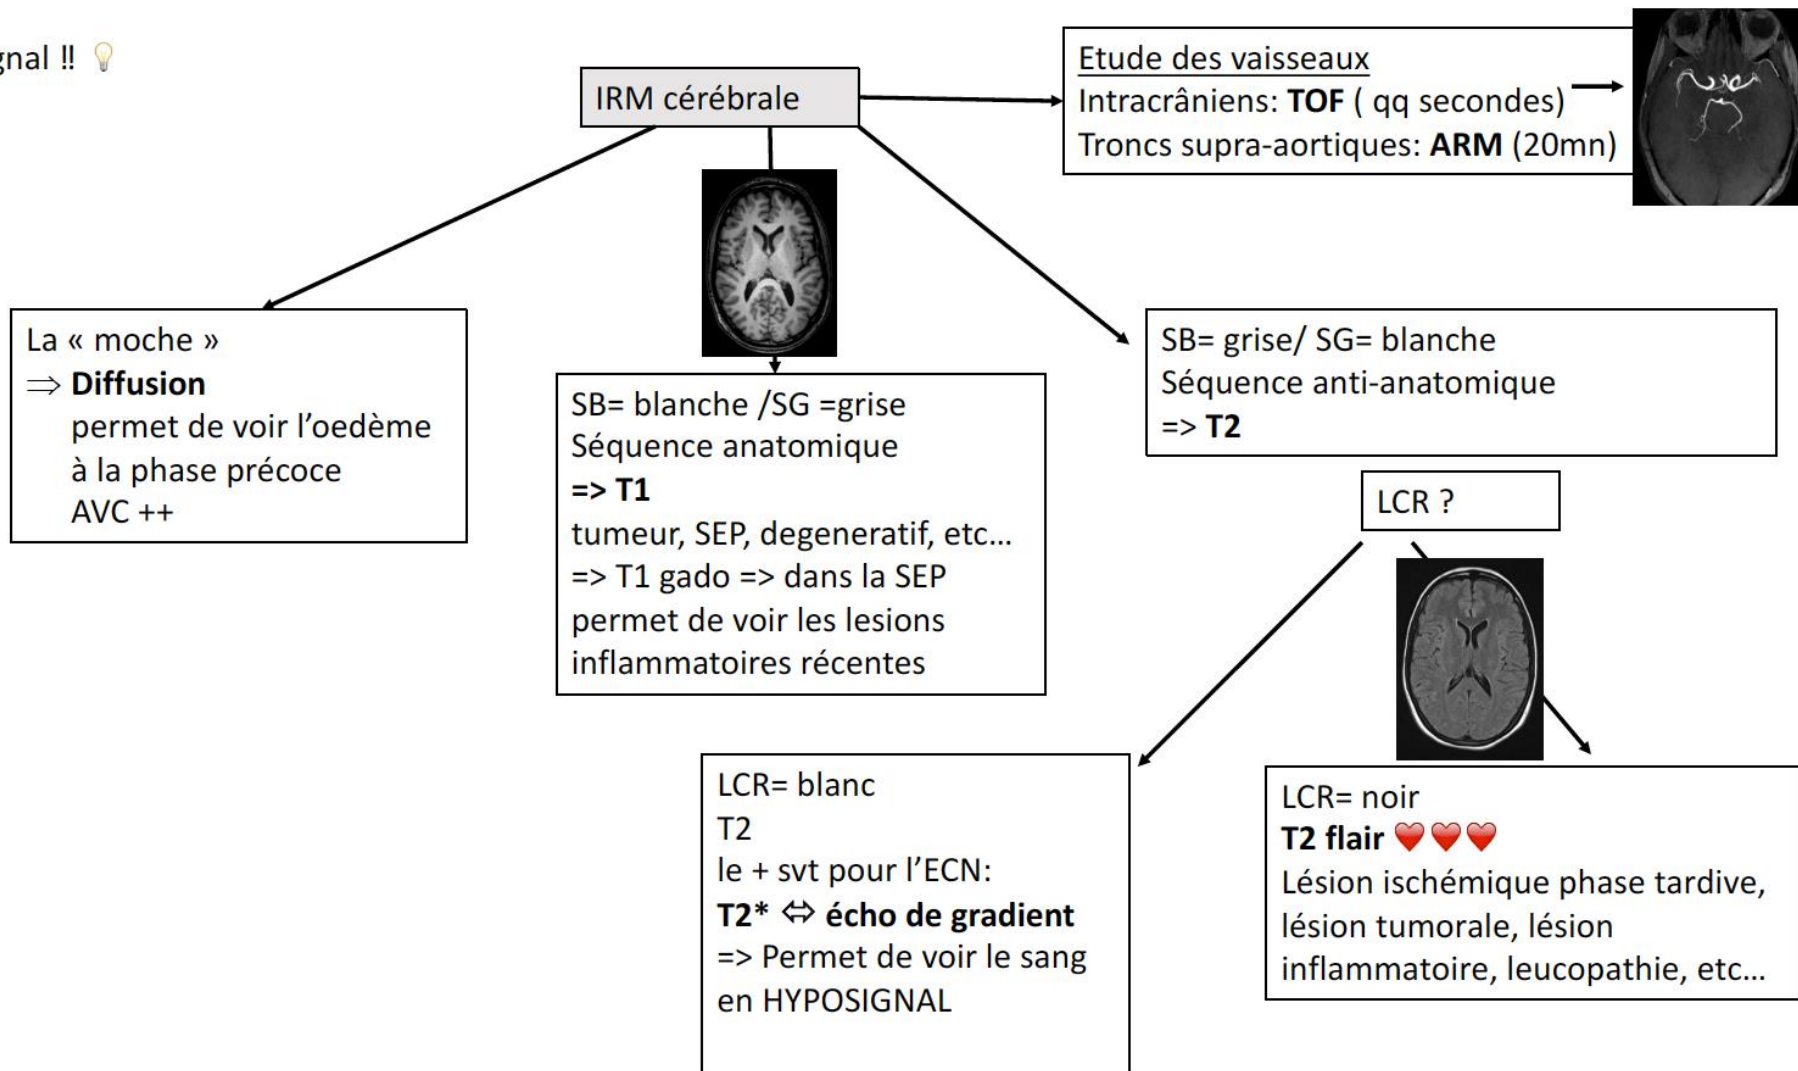 gnal !! 💡
IRM cérébrale
Etude des vaisseaux
Intracrâniens: TOF ( qq secondes)
Troncs supra-aortiques: ARM (20mn)
La « moche »
⇒ Diffusion
permet de voir l’oedème
à la phase précoce
AVC ++
SB= blanche /SG =grise
Séquence anatomique
=> T1
tumeur, SEP, degeneratif, etc…
=> T1 gado => dans la SEP
permet de voir les lesions
inflammatoires récentes
SB= grise/ SG= blanche
Séquence anti-anatomique
=> T2
LCR ?
LCR= blanc
T2
le + svt pour l’ECN:
T2* ⇔ écho de gradient
=> Permet de voir le sang
en HYPOSIGNAL
LCR= noir
T2 flair ❤️❤️❤️
Lésion ischémique phase tardive,
lésion tumorale, lésion
inflammatoire, leucopathie, etc…